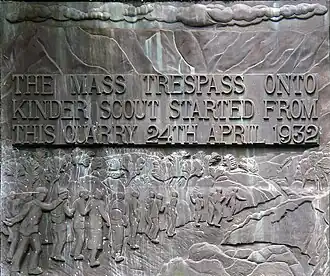 THE MASS TRESPASS ONTO
KINDER SCOUT STARTED FROM
THIS QUARRY 24TH APRIL 1932